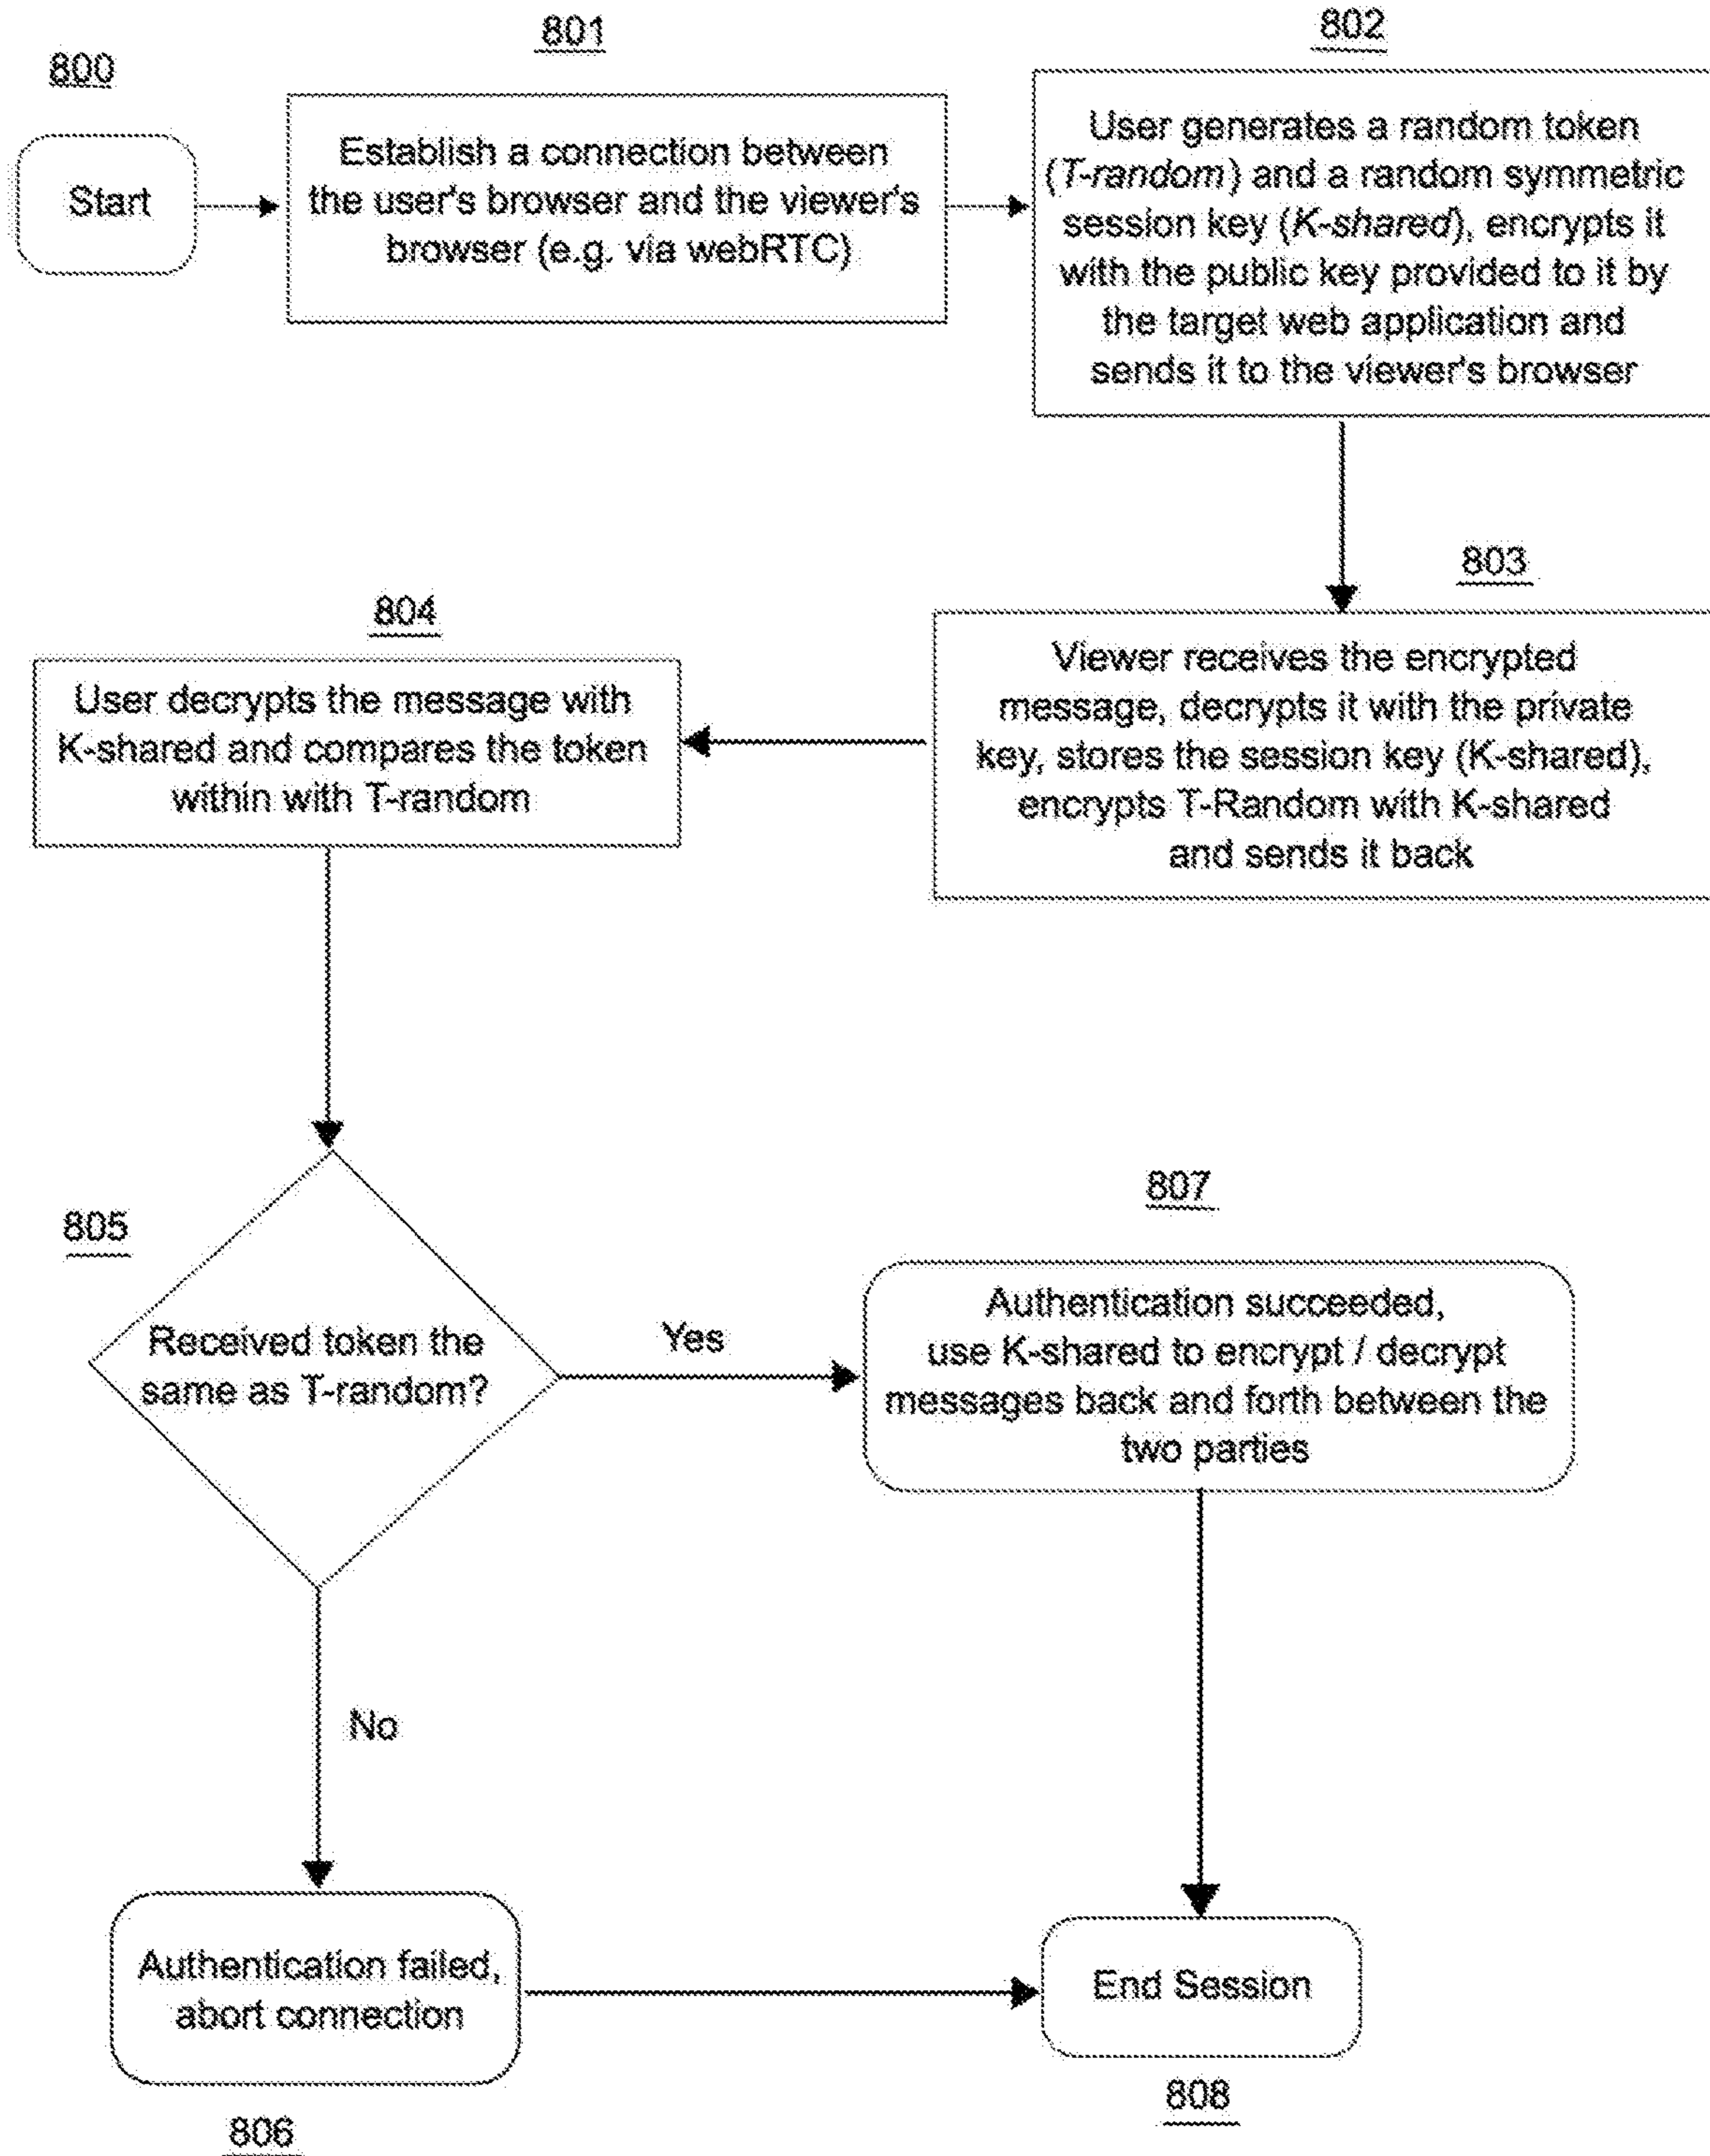 800
801
802
Start
Establish a connection between
the user's browser and the viewer's
browser (e.g. via webRTC)
User generates a random token
(T-random) and a random symmetric
session key (K-shared), encrypts it
with the public key provided to it by
the target web application and
sends it to the viewer's browser
803
Viewer receives the encrypted
message, decrypts it with the private
key, stores the session key (K-shared),
encrypts T-Random with K-shared
and sends it back
804
User decrypts the message with
K-shared and compares the token
within with T-random
805
Received token the
same as T-random?
Yes
807
Authentication succeeded,
use K-shared to encrypt / decrypt
messages back and forth between the
two parties
No
Authentication failed,
abort connection
806
End Session
808